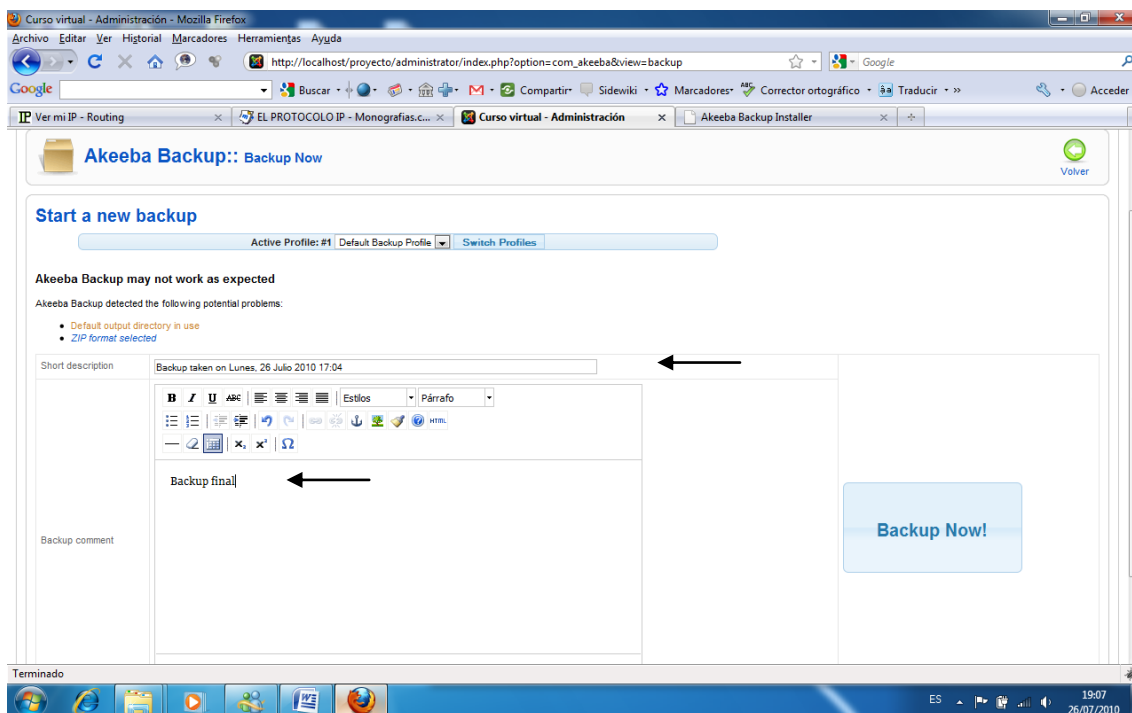 Curso virtual - Administración - Mozilla Firefox
Archivo Editar Ver Historial Marcadores Herramientas Ayuda
http://localhost/proyecto/administrator/index.php?option=com_akeeba&view=backup Google
Google Buscar Compartir Sidewiki Marcadores Corrector ortográfico Traducir » Acceder
IP Ver mi IP - Routing EL PROTOCOLO IP - Monografias.c... Curso virtual - Administración Akeeba Backup Installer
Akeeba Backup:: Backup Now
Volver
Start a new backup
Active Profile: #1 Default Backup Profile Switch Profiles
Akeeba Backup may not work as expected
Akeeba Backup detected the following potential problems:
Default output directory in use
ZIP format selected
Short description Backup taken on Lunes, 26 Julio 2010 17:04
B I U ABC Estilos Párrafo
HTML
x₂ x² Ω
Backup final
Backup comment
Backup Now!
Terminado
ES 19:07
26/07/2010